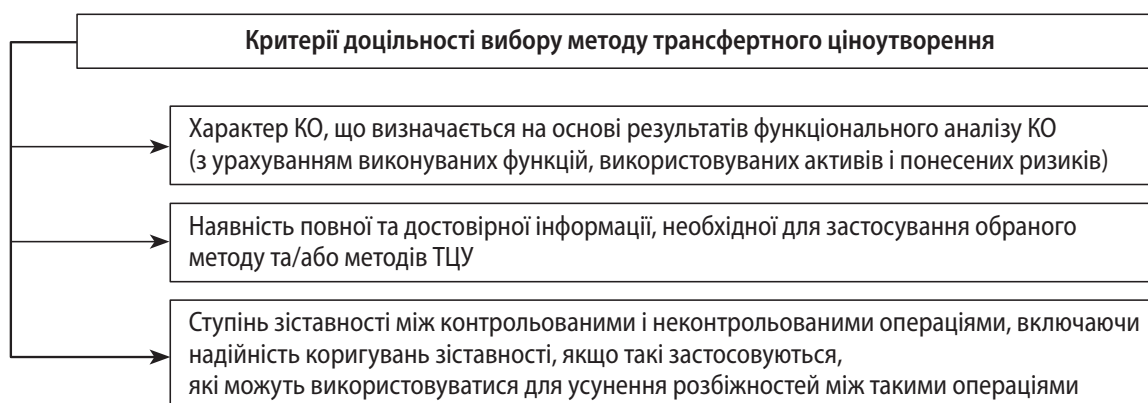 Критерії доцільності вибору методу трансфертного ціноутворення
Характер КО, що визначається на основі результатів функціонального аналізу КО
(з урахуванням виконуваних функцій, використовуваних активів і понесених ризиків)
Наявність повної та достовірної інформації, необхідної для застосування обраного
методу та/або методів ТЦУ
Ступінь зіставності між контрольованими і неконтрольованими операціями, включаючи
надійність коригувань зіставності, якщо такі застосовуються,
які можуть використовуватися для усунення розбіжностей між такими операціями